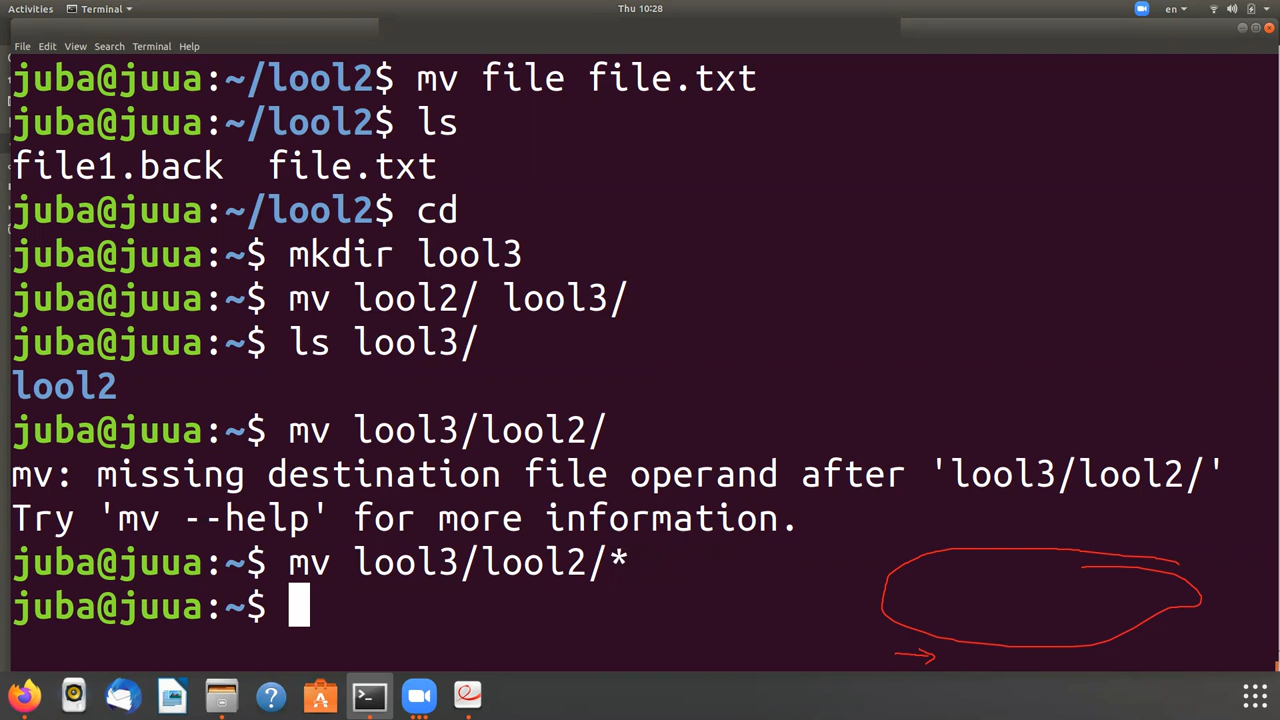 Activities Terminal Thu 10:28 en
File Edit View Search Terminal Help
juba@juua:~/lool2$ mv file file.txt
juba@juua:~/lool2$ ls
file1.back file.txt
juba@juua:~/lool2$ cd
juba@juua:~$ mkdir lool3
juba@juua:~$ mv lool2/ lool3/
juba@juua:~$ ls lool3/
lool2
juba@juua:~$ mv lool3/lool2/
mv: missing destination file operand after 'lool3/lool2/'
Try 'mv --help' for more information.
juba@juua:~$ mv lool3/lool2/*
juba@juua:~$